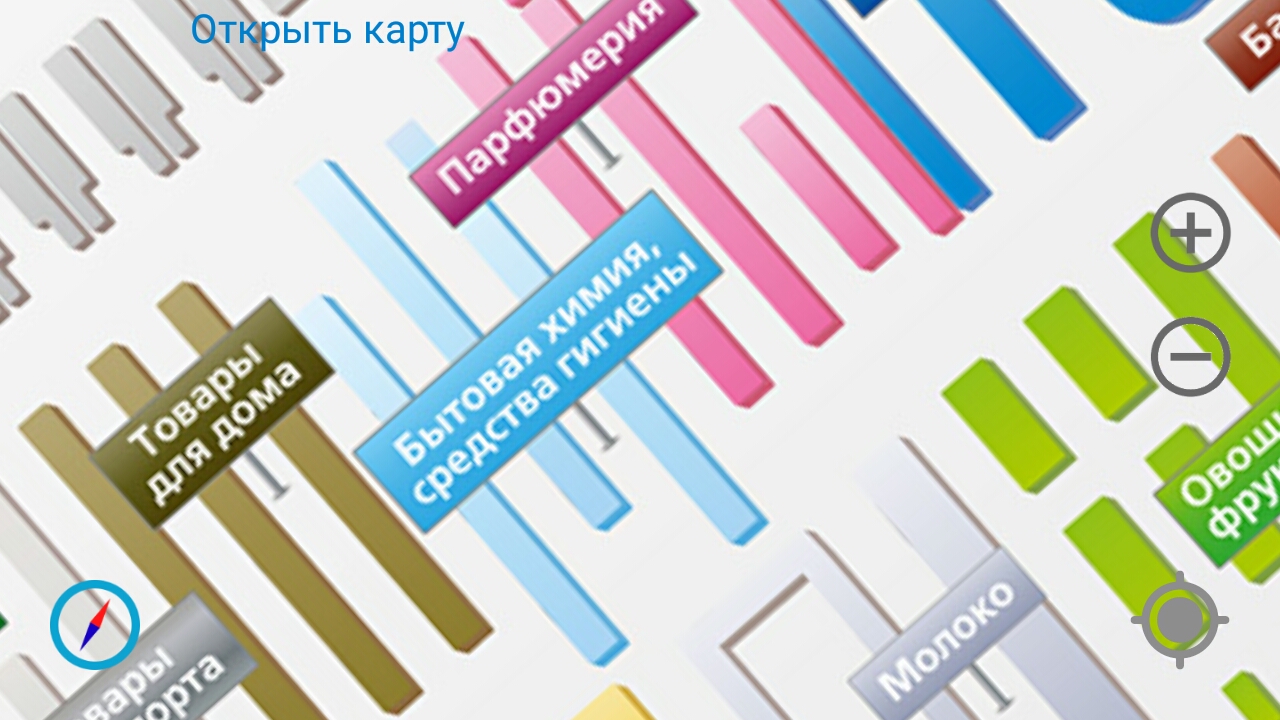 Открыть карту
Парфюмерия
Бытовая химия,
средства гигиены
Товары
для дома
Молоко